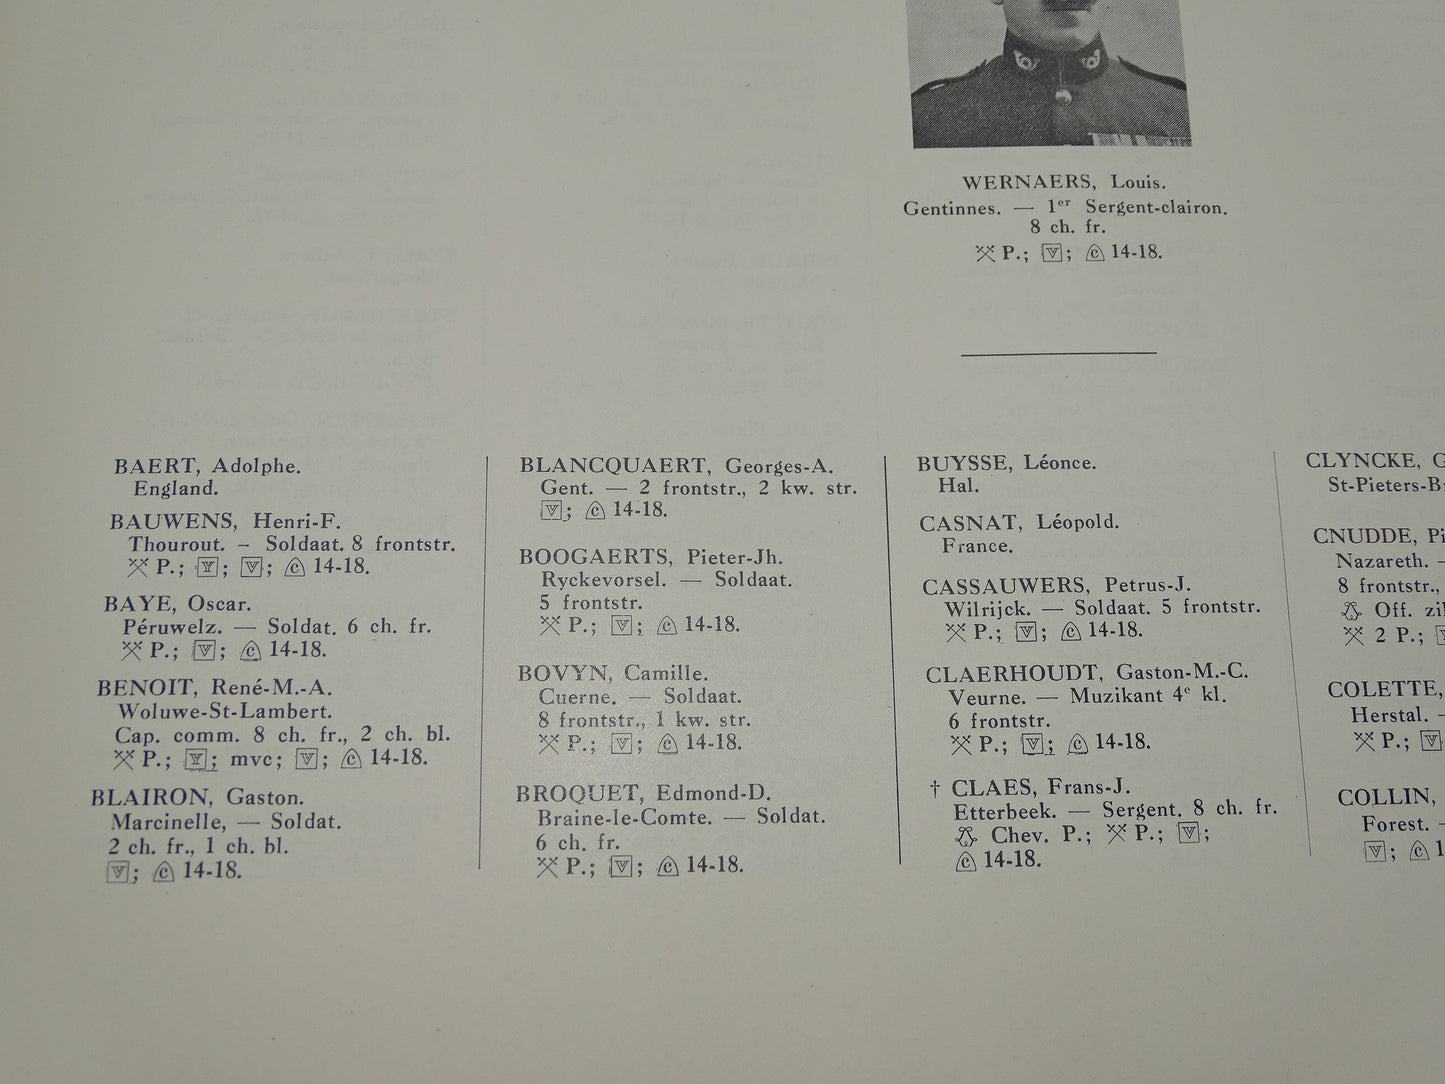 WERNAERS, Louis.
Gentinnes. — 1er Sergent-clairon.
8 ch. fr.
P.; V; C 14-18.
BAERT, Adolphe.
England.
BAUWENS, Henri-F.
Thourout. – Soldaat. 8 frontstr.
P.; Y; V; C 14-18.
BAYE, Oscar.
Péruwelz. — Soldat. 6 ch. fr.
P.; V; C 14-18.
BENOIT, René-M.-A.
Woluwe-St-Lambert.
Cap. comm. 8 ch. fr., 2 ch. bl.
P.; Y; mvc; V; C 14-18.
BLAIRON, Gaston.
Marcinelle, — Soldat.
2 ch. fr., 1 ch. bl.
V; C 14-18.
BLANCQUAERT, Georges-A.
Gent. — 2 frontstr., 2 kw. str.
V; C 14-18.
BOOGAERTS, Pieter-Jh.
Ryckevorsel. — Soldaat.
5 frontstr.
P.; V; C 14-18.
BOVYN, Camille.
Cuerne. — Soldaat.
8 frontstr., 1 kw. str.
P.; V; C 14-18.
BROQUET, Edmond-D.
Braine-le-Comte. — Soldat.
6 ch. fr.
P.; V; C 14-18.
BUYSSE, Léonce.
Hal.
CASNAT, Léopold.
France.
CASSAUWERS, Petrus-J.
Wilrijck. — Soldaat. 5 frontstr.
P.; V; C 14-18.
CLAERHOUDT, Gaston-M.-C.
Veurne. — Muzikant 4e kl.
6 frontstr.
P.; V; C 14-18.
† CLAES, Frans-J.
Etterbeek. — Sergent. 8 ch. fr.
Chev. P.; P.; V;
C 14-18.
CLYNCKE, G
St-Pieters-B
CNUDDE, Pi
Nazareth. –
8 frontstr.,
Off. zil
2 P.;
COLETTE,
Herstal. –
P.; V
COLLIN,
Forest. –
V; C 1